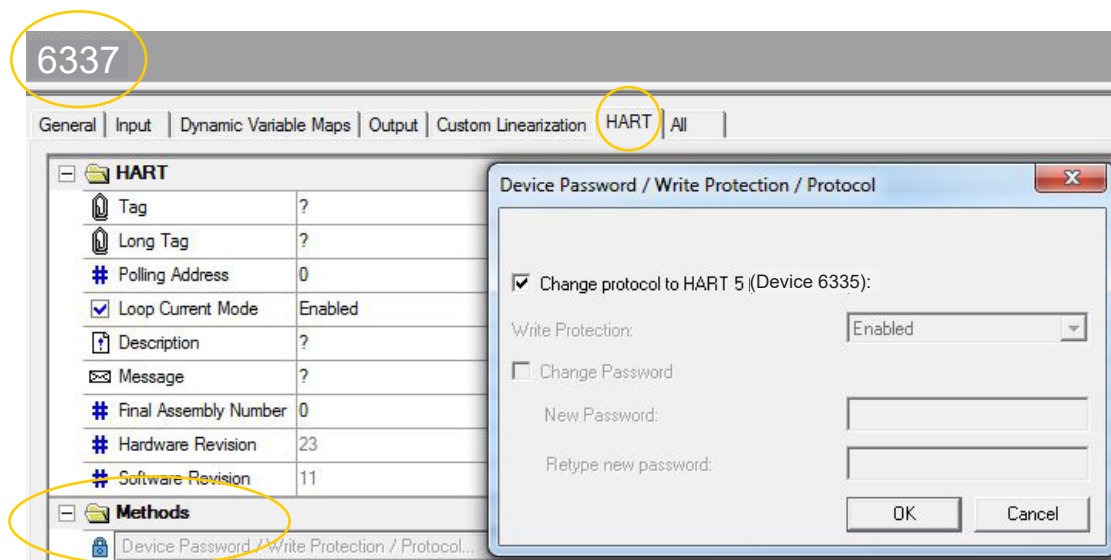 6337
General Input Dynamic Variable Maps Output Custom Linearization HART All
HART
Tag ?
Long Tag ?
Polling Address 0
Loop Current Mode Enabled
Description ?
Message ?
Final Assembly Number 0
Hardware Revision 23
Software Revision 11
Methods
Device Password / Write Protection / Protocol...
Device Password / Write Protection / Protocol
Change protocol to HART 5 (Device 6335):
Write Protection: Enabled
Change Password
New Password:
Retype new password:
OK Cancel